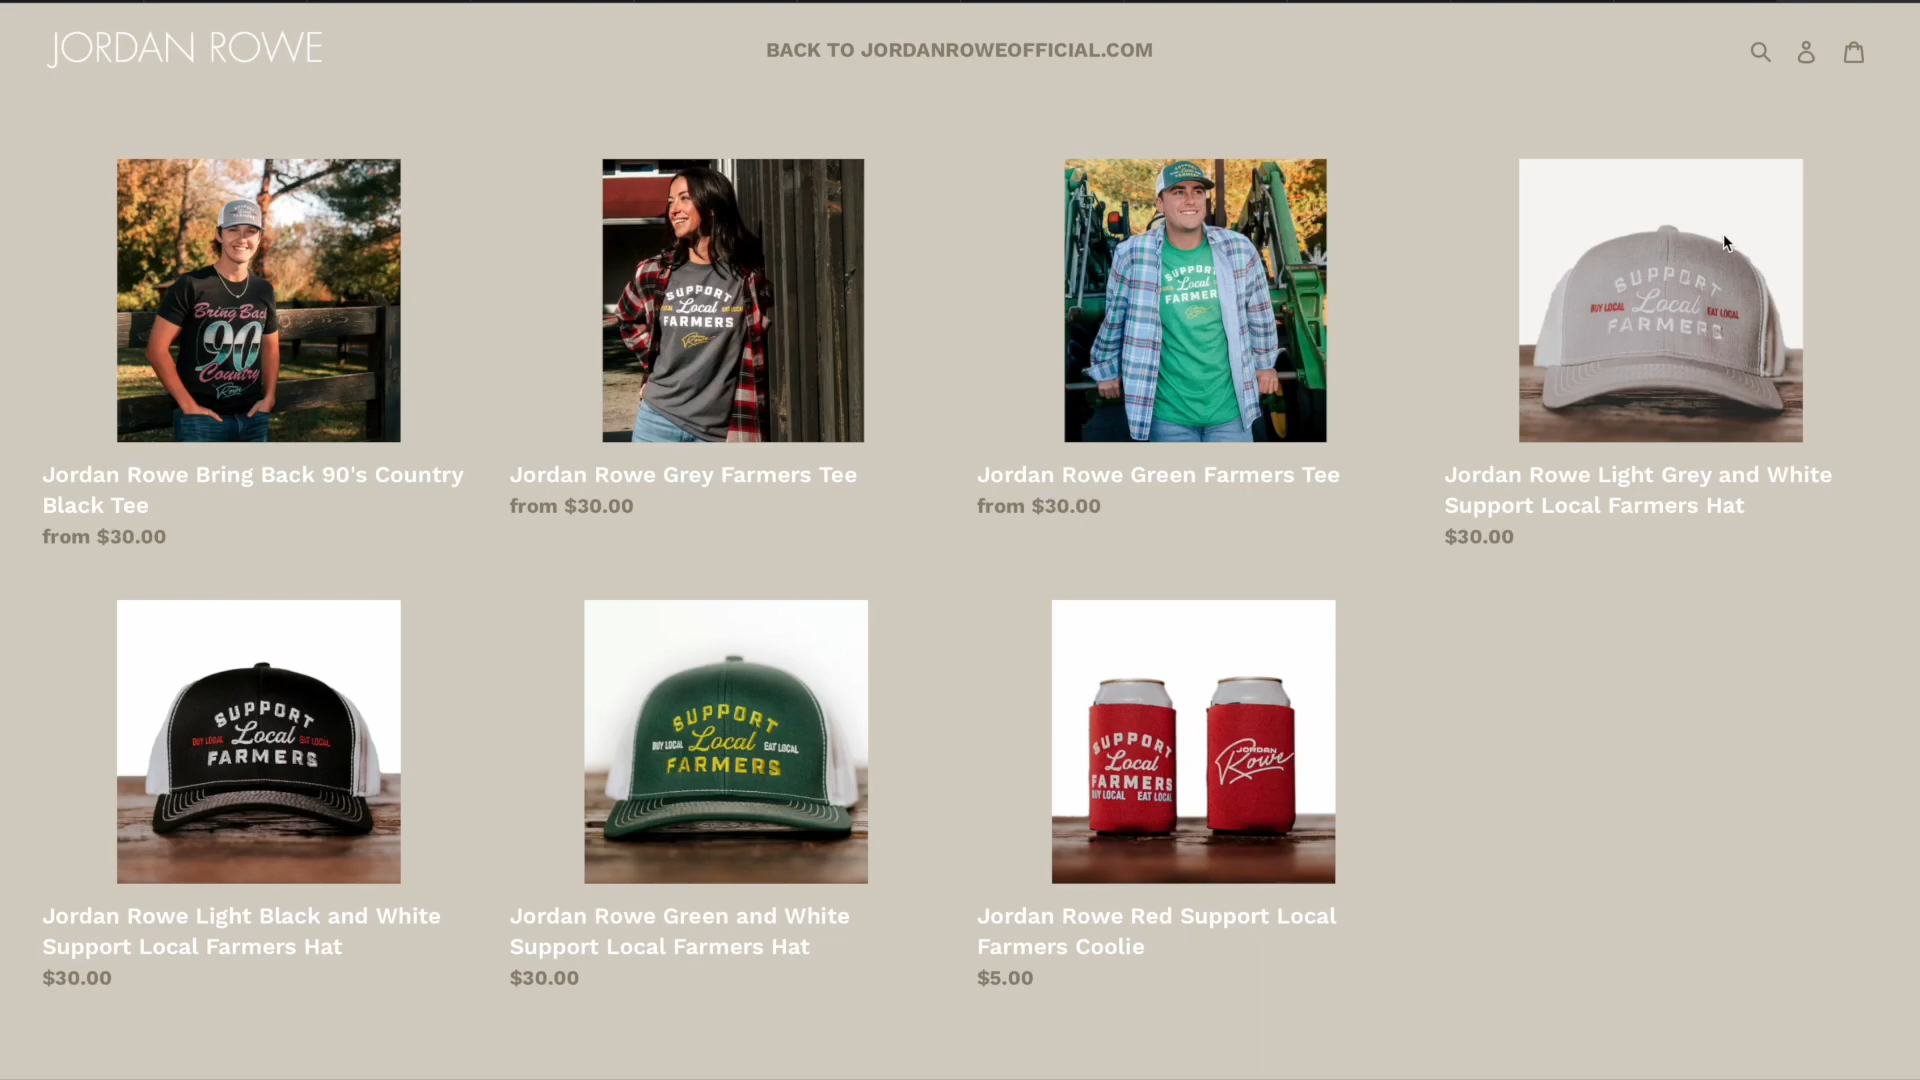 JORDAN ROWE
BACK TO JORDANROWEOFFICIAL.COM
Bring Back
90
Country
SUPPORT
Local
FARMERS
SUPPORT
Local
FARMERS
SUPPORT
BUY LOCAL Local EAT LOCAL
FARMERS
Jordan Rowe Bring Back 90's Country
Black Tee
from $30.00
Jordan Rowe Grey Farmers Tee
from $30.00
Jordan Rowe Green Farmers Tee
from $30.00
Jordan Rowe Light Grey and White
Support Local Farmers Hat
$30.00
SUPPORT
BUY LOCAL Local EAT LOCAL
FARMERS
SUPPORT
BUY LOCAL Local EAT LOCAL
FARMERS
SUPPORT
Local
FARMERS
BUY LOCAL EAT LOCAL
JORDAN
Rowe
Jordan Rowe Light Black and White
Support Local Farmers Hat
$30.00
Jordan Rowe Green and White
Support Local Farmers Hat
$30.00
Jordan Rowe Red Support Local
Farmers Coolie
$5.00